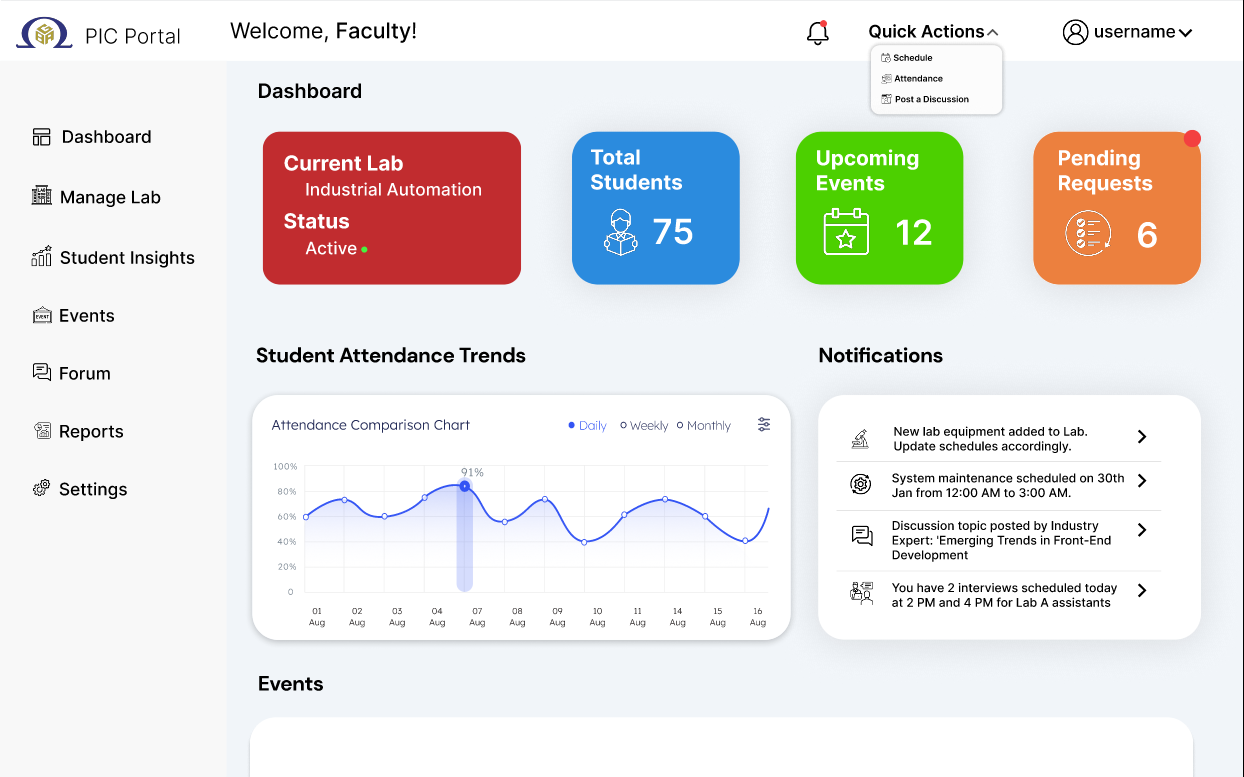 PIC Portal
Welcome, Faculty!
Quick Actions
username
Schedule
Attendance
Post a Discussion
Dashboard
Manage Lab
Student Insights
Events
Forum
Reports
Settings
Dashboard
Current Lab
Industrial Automation
Status
Active
Total
Students
75
Upcoming
Events
12
Pending
Requests
6
Student Attendance Trends
Attendance Comparison Chart
Daily
Weekly
Monthly
91%
100%
80%
60%
40%
20%
0
01
Aug
02
Aug
03
Aug
04
Aug
07
Aug
08
Aug
09
Aug
10
Aug
11
Aug
14
Aug
15
Aug
16
Aug
Notifications
New lab equipment added to Lab.
Update schedules accordingly.
System maintenance scheduled on 30th
Jan from 12:00 AM to 3:00 AM.
Discussion topic posted by Industry
Expert: 'Emerging Trends in Front-End
Development
You have 2 interviews scheduled today
at 2 PM and 4 PM for Lab A assistants
Events